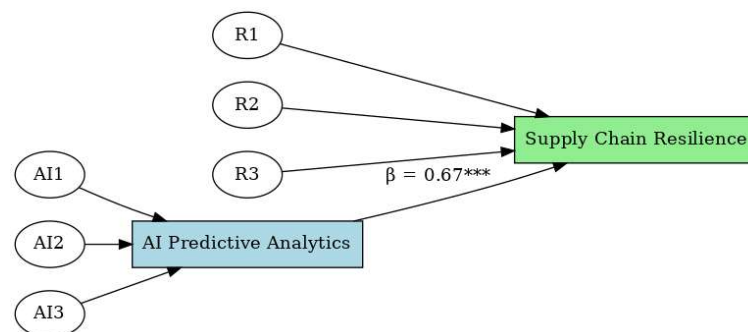 R1
R2
Supply Chain Resilience
R3
β = 0.67***
AI1
AI2
AI Predictive Analytics
AI3